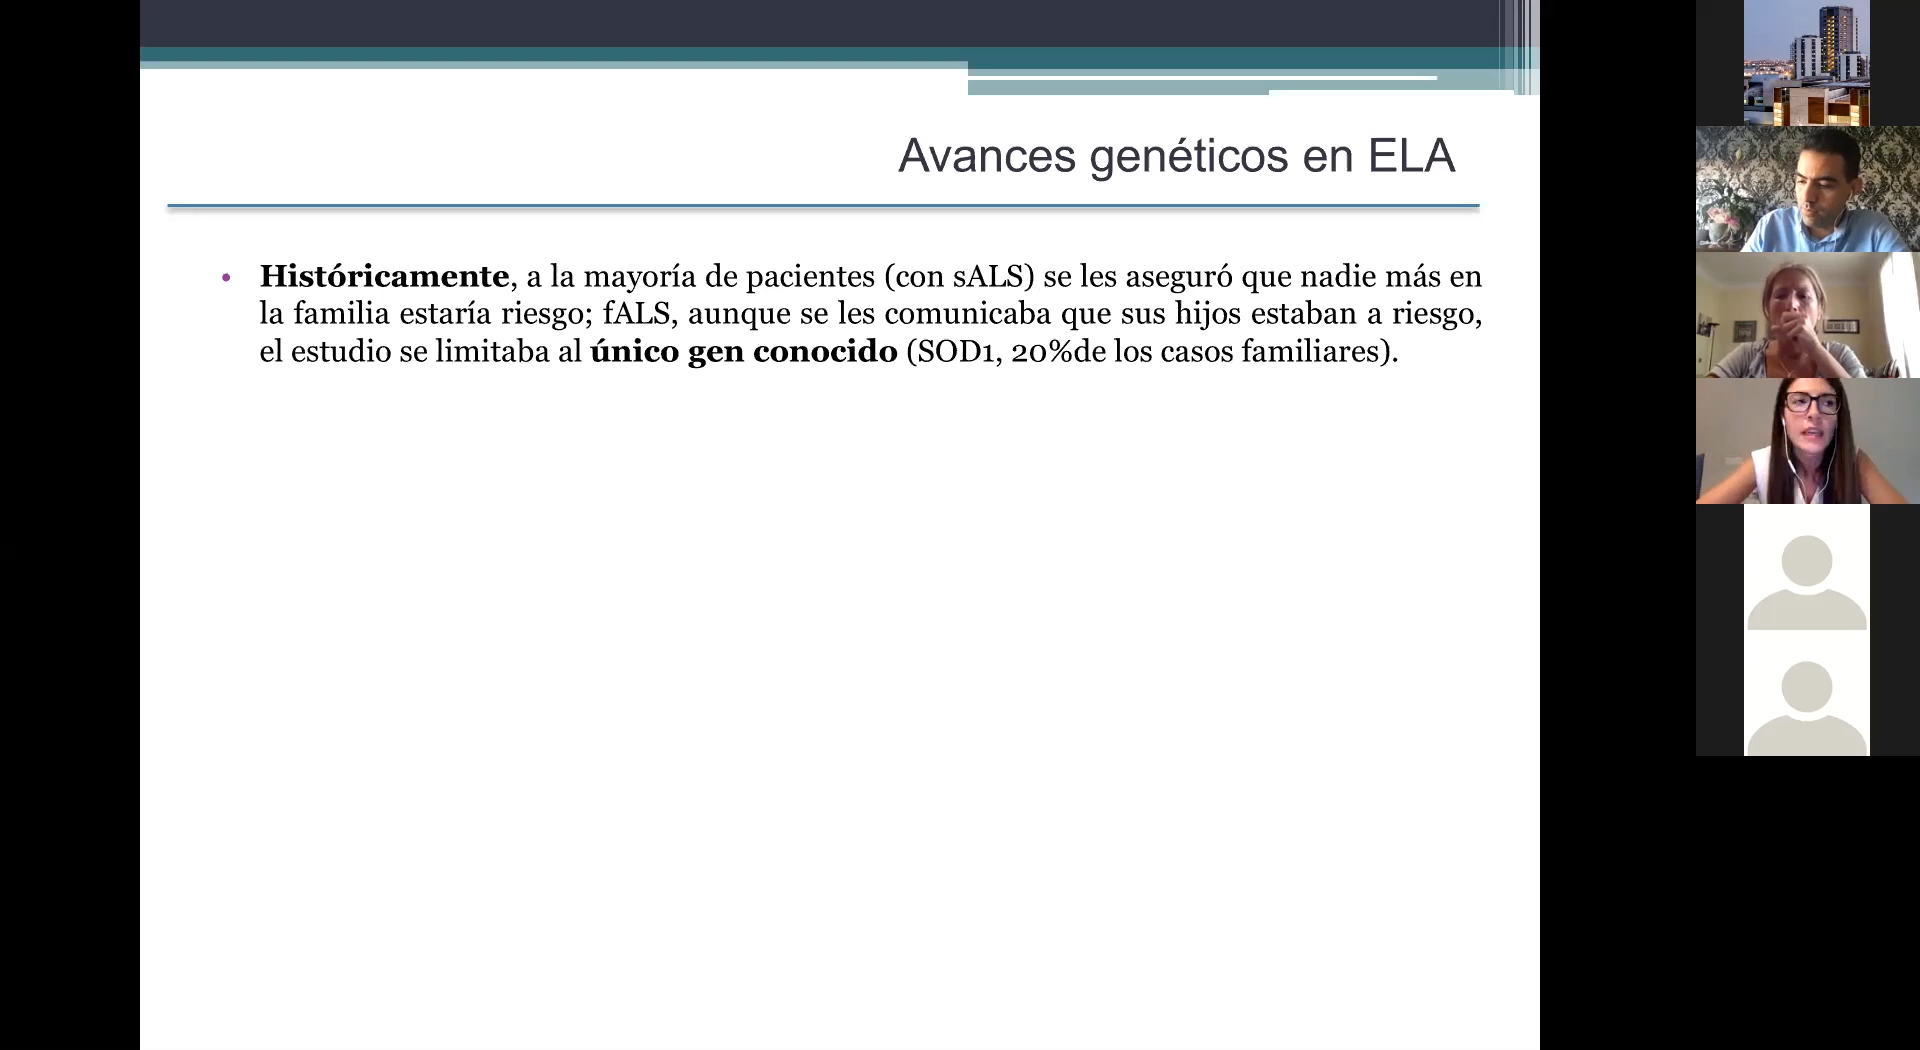 Avances genéticos en ELA
• Históricamente, a la mayoría de pacientes (con sALS) se les aseguró que nadie más en
la familia estaría riesgo; fALS, aunque se les comunicaba que sus hijos estaban a riesgo,
el estudio se limitaba al único gen conocido (SOD1, 20%de los casos familiares).